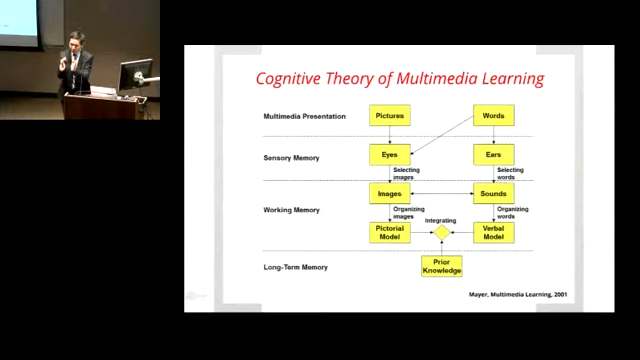 Cognitive Theory of Multimedia Learning
Multimedia Presentation
Pictures
Words
Sensory Memory
Eyes
Ears
Selecting
images
Selecting
words
Working Memory
Images
Sounds
Organizing
images
Integrating
Organizing
words
Pictorial
Model
Verbal
Model
Long-Term Memory
Prior
Knowledge
Mayer, Multimedia Learning, 2001